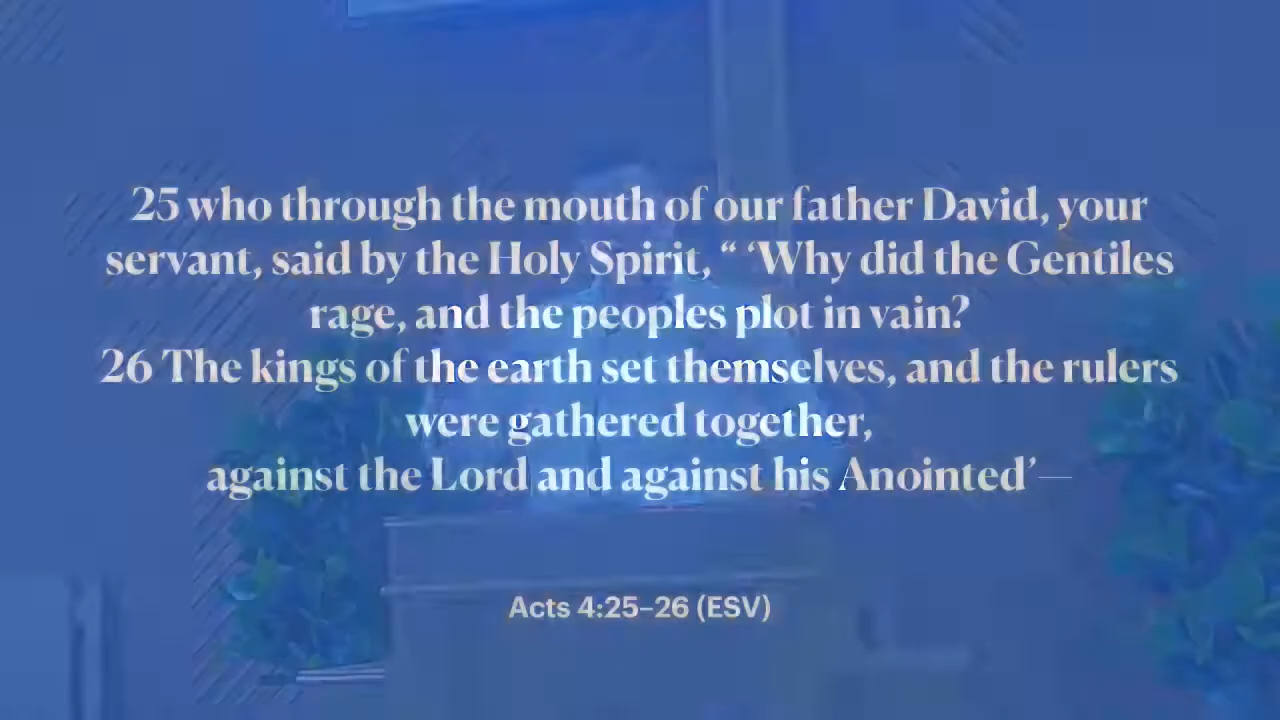 25 who through the mouth of our father David, your
servant, said by the Holy Spirit, “ ‘Why did the Gentiles
rage, and the peoples plot in vain?
26 The kings of the earth set themselves, and the rulers
were gathered together,
against the Lord and against his Anointed’—
Acts 4:25–26 (ESV)